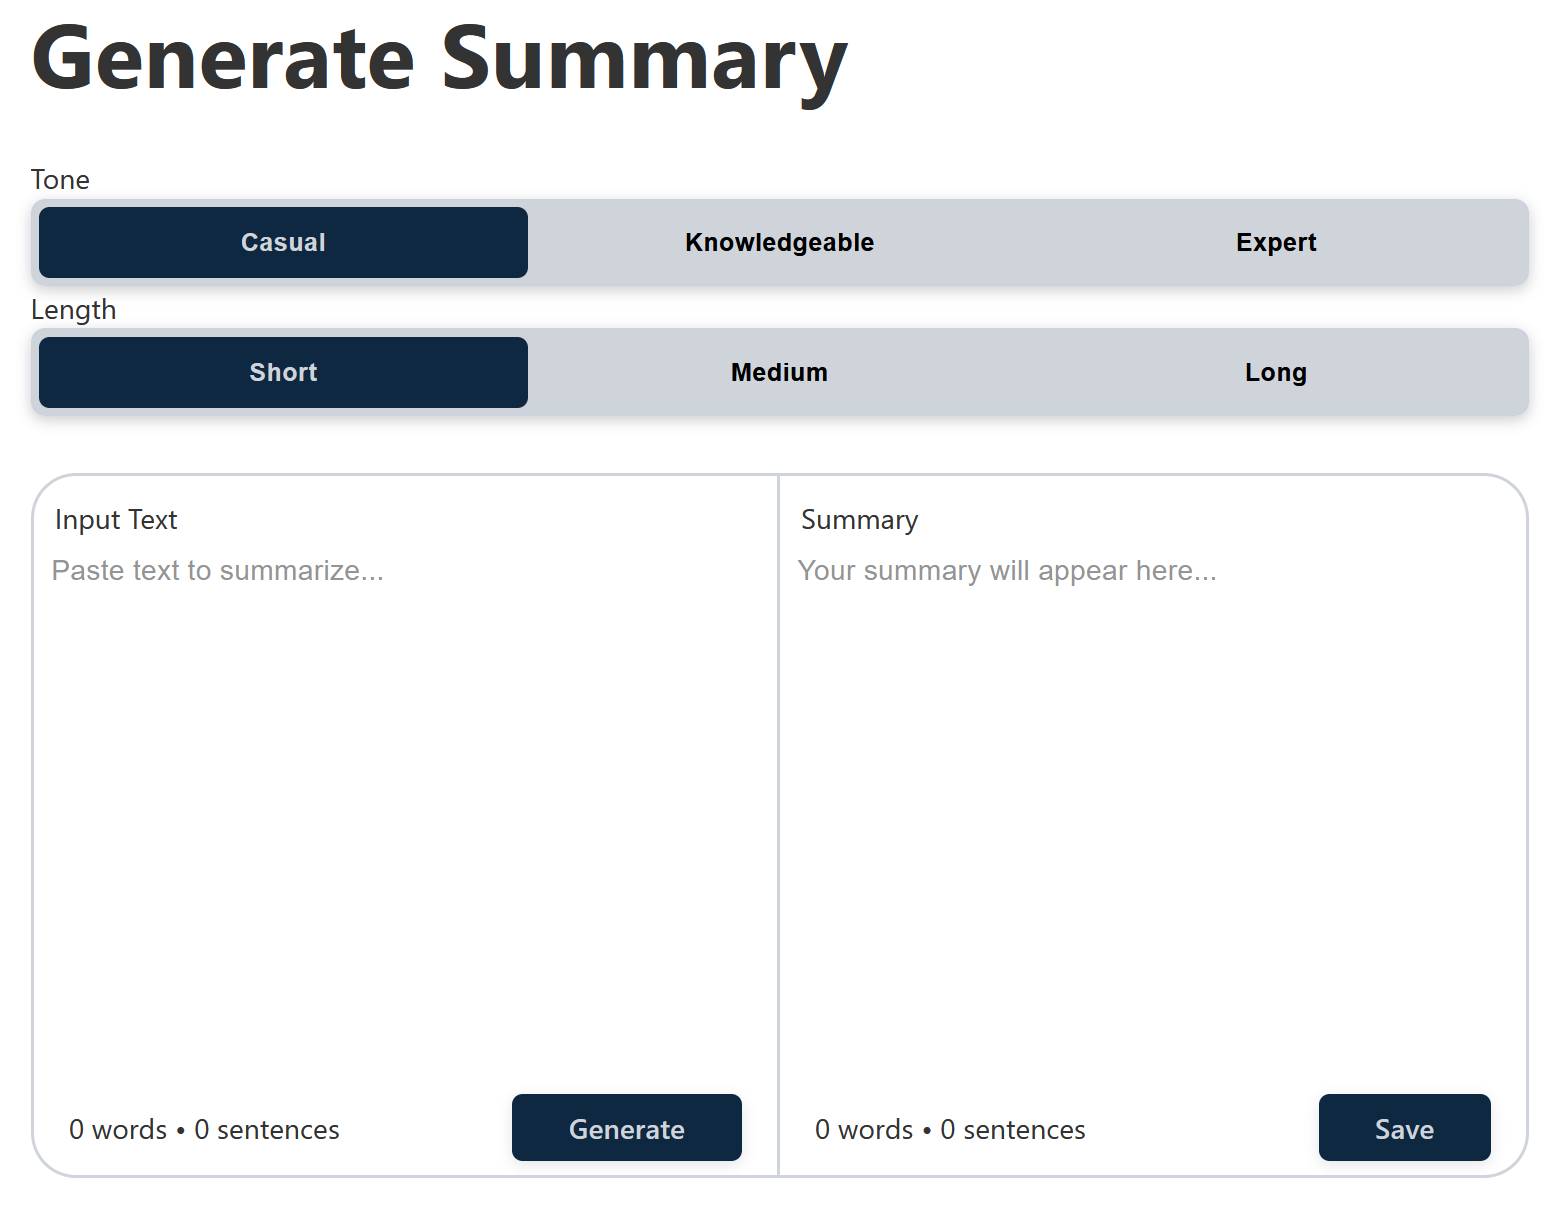 Generate Summary
Tone
Casual Knowledgeable Expert
Length
Short Medium Long
Input Text
Paste text to summarize...
0 words • 0 sentences
Generate
Summary
Your summary will appear here...
0 words • 0 sentences
Save